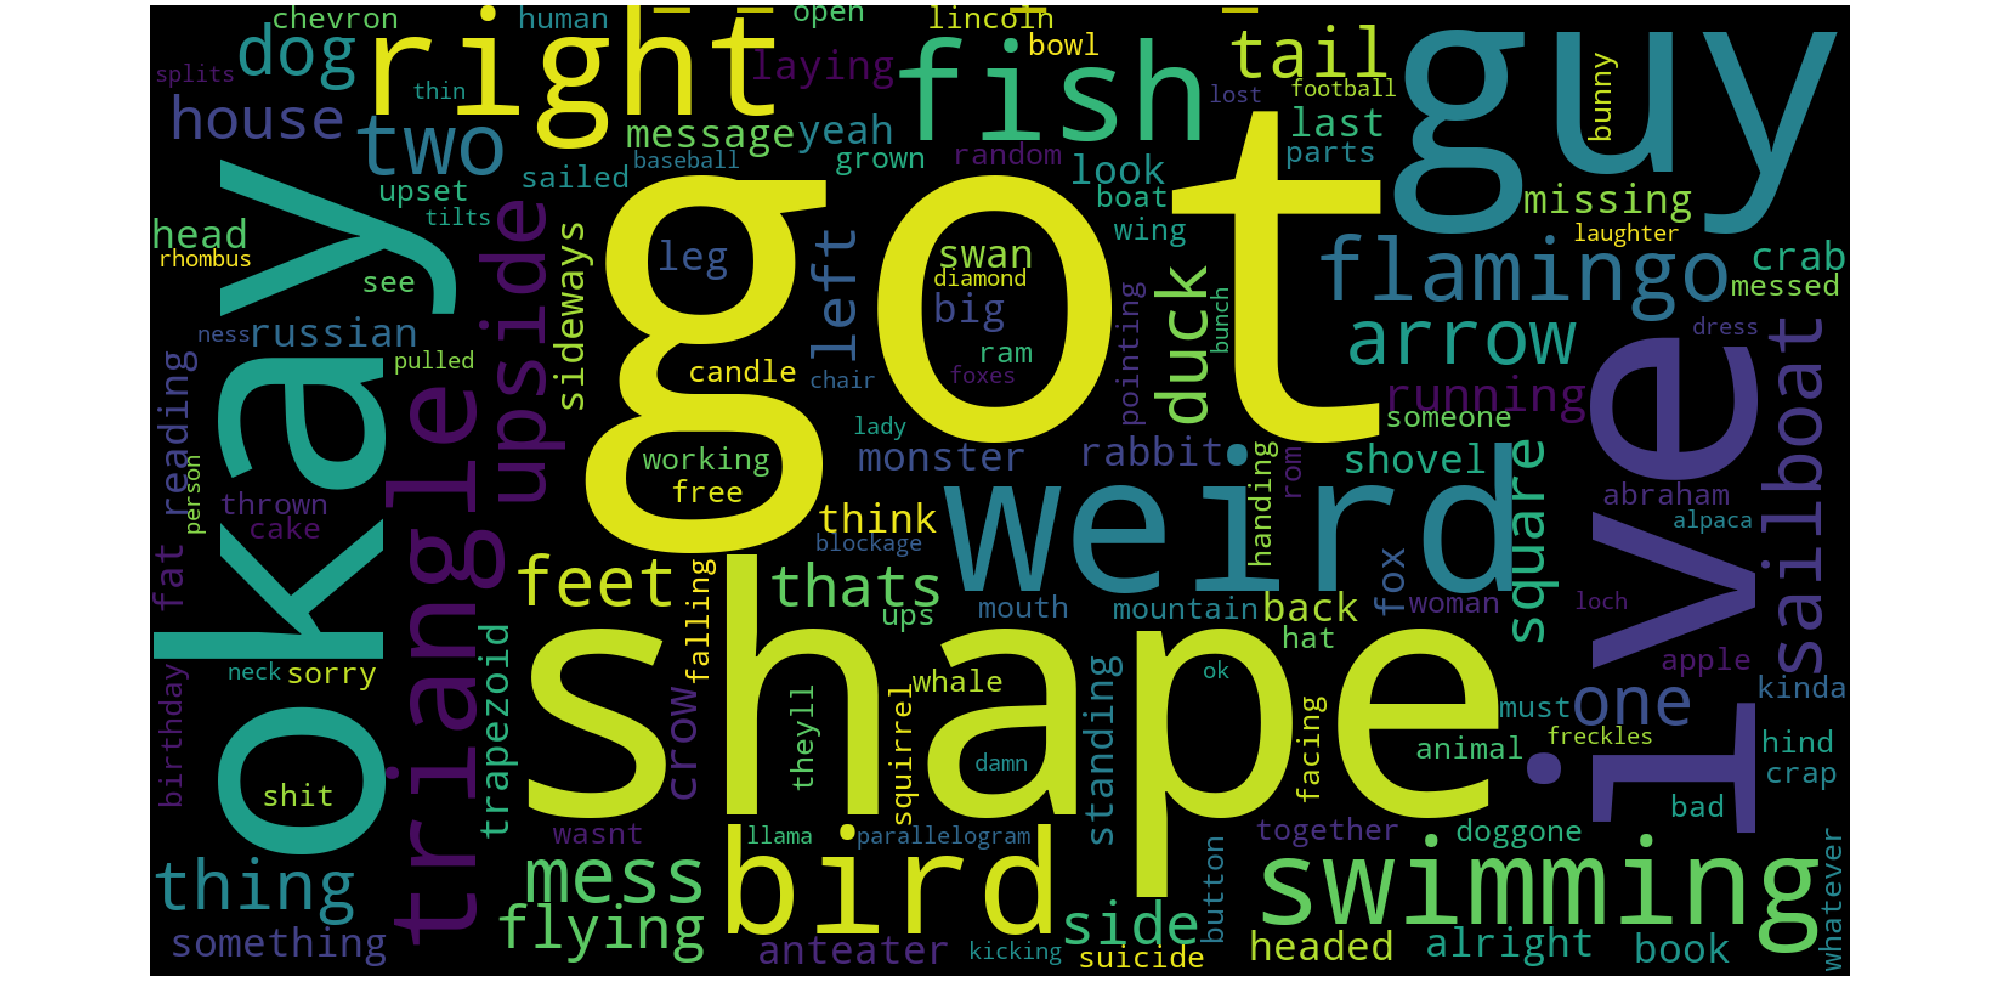 chevron
human
open
lincoln
dog
right
bowl
fish
tail
guy
splits
thin
laying
lost
football
bunny
house
two
message
yeah
last
baseball
grown
random
look
parts
upset
sailed
boat
missing
tilts
got
wing
head
okay
upside
sideways
leg
left
swan
flamingo
laughter
crab
rhombus
see
diamond
messed
big
duck
pointing
bunch
ness
russian
ram
arrow
dress
pulled
candle
chair
foxes
running
ive
sailboat
reading
triangle
lady
someone
working
monster
rabbit
handing
rom
shovel
square
person
thrown
free
weird
abraham
cake
think
alpaca
blockage
fat
feet
falling
thats
fox
ups
mouth
mountain
back
woman
loch
shape
hat
trapezoid
neck
sorry
birthday
crow
theyll
squirrel
whale
standing
ok
facing
apple
must
one
kinda
freckles
shit
damn
animal
hind
crap
bad
wasnt
llama
parallelogram
button
together
doggone
whatever
thing
mess
bird
swimming
flying
side
something
anteater
kicking
suicide
headed
alright
book